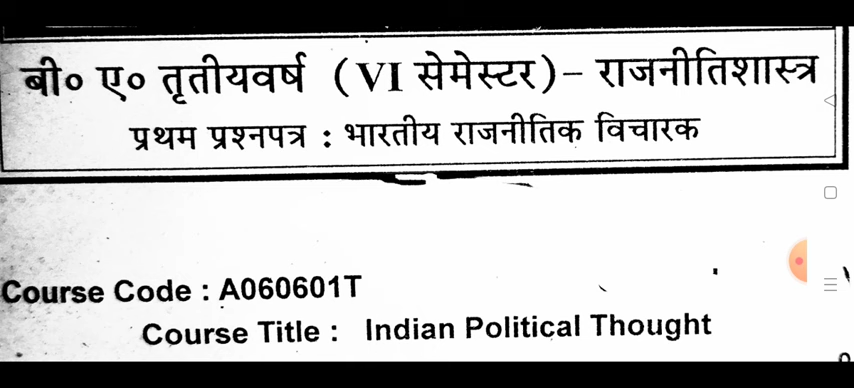 बी० ए० तृतीयवर्ष (VI सेमेस्टर)- राजनीतिशास्त्र
प्रथम प्रश्नपत्र : भारतीय राजनीतिक विचारक
Course Code : A060601T
Course Title : Indian Political Thought